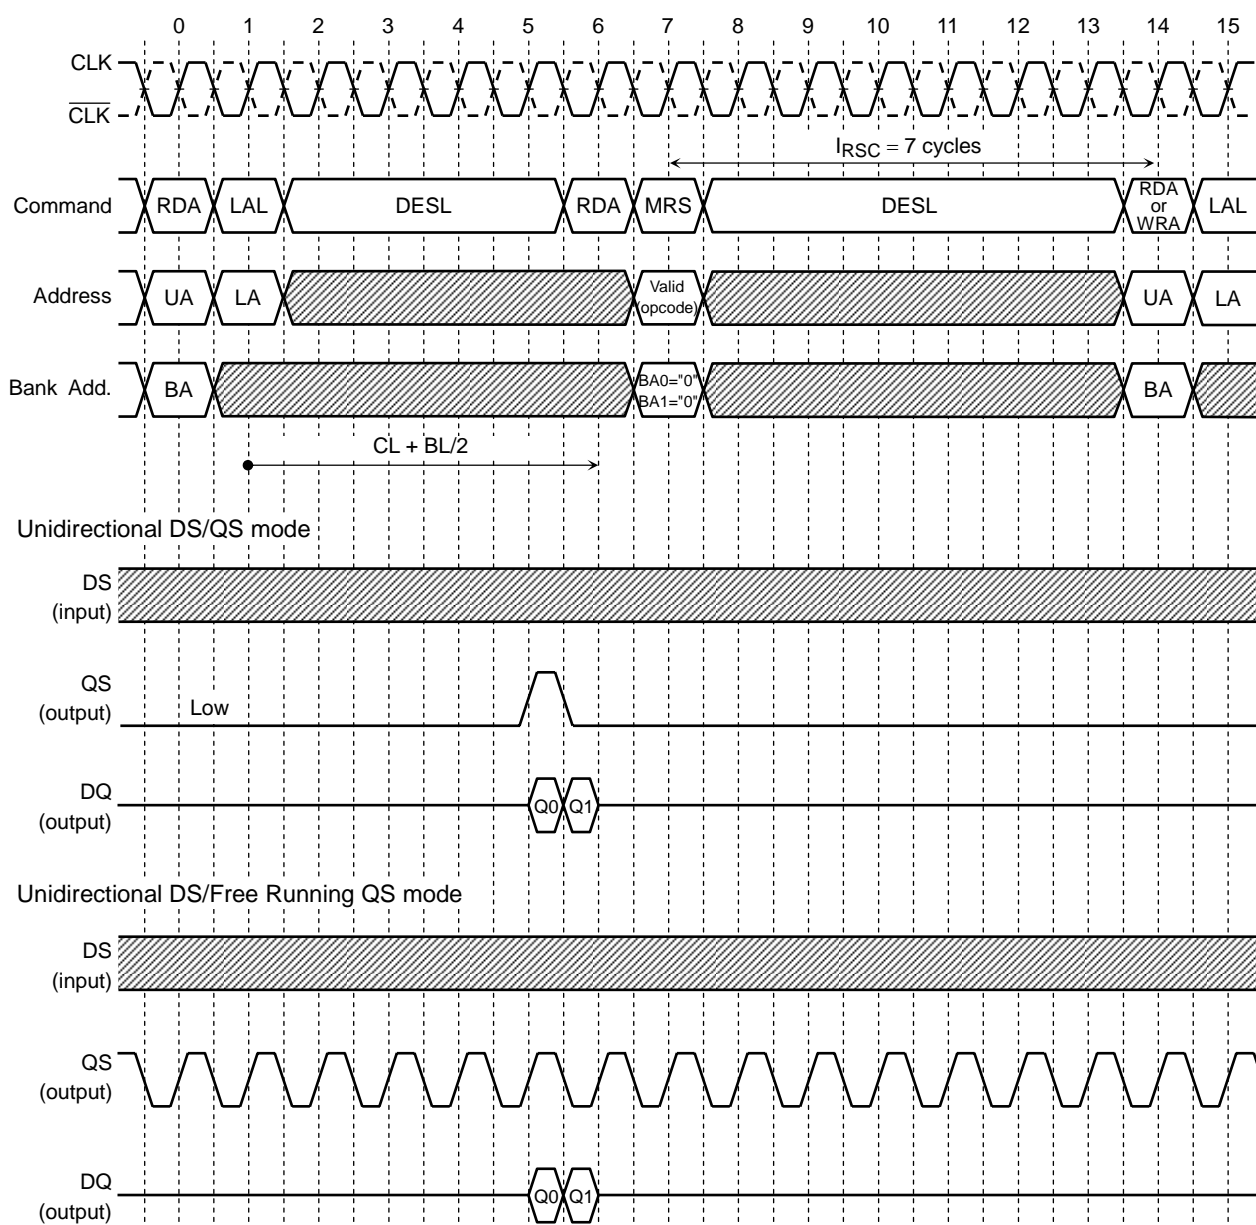 0 1 2 3 4 5 6 7 8 9 10 11 12 13 14 15
CLK
CLK
IRSC = 7 cycles
Command RDA LAL DESL RDA MRS DESL RDA or WRA LAL
Address UA LA Valid (opcode) UA LA
Bank Add. BA BA0="0" BA1="0" BA
CL + BL/2
Unidirectional DS/QS mode
DS
(input)
QS
(output) Low
DQ
(output) Q0 Q1
Unidirectional DS/Free Running QS mode
DS
(input)
QS
(output)
DQ
(output) Q0 Q1